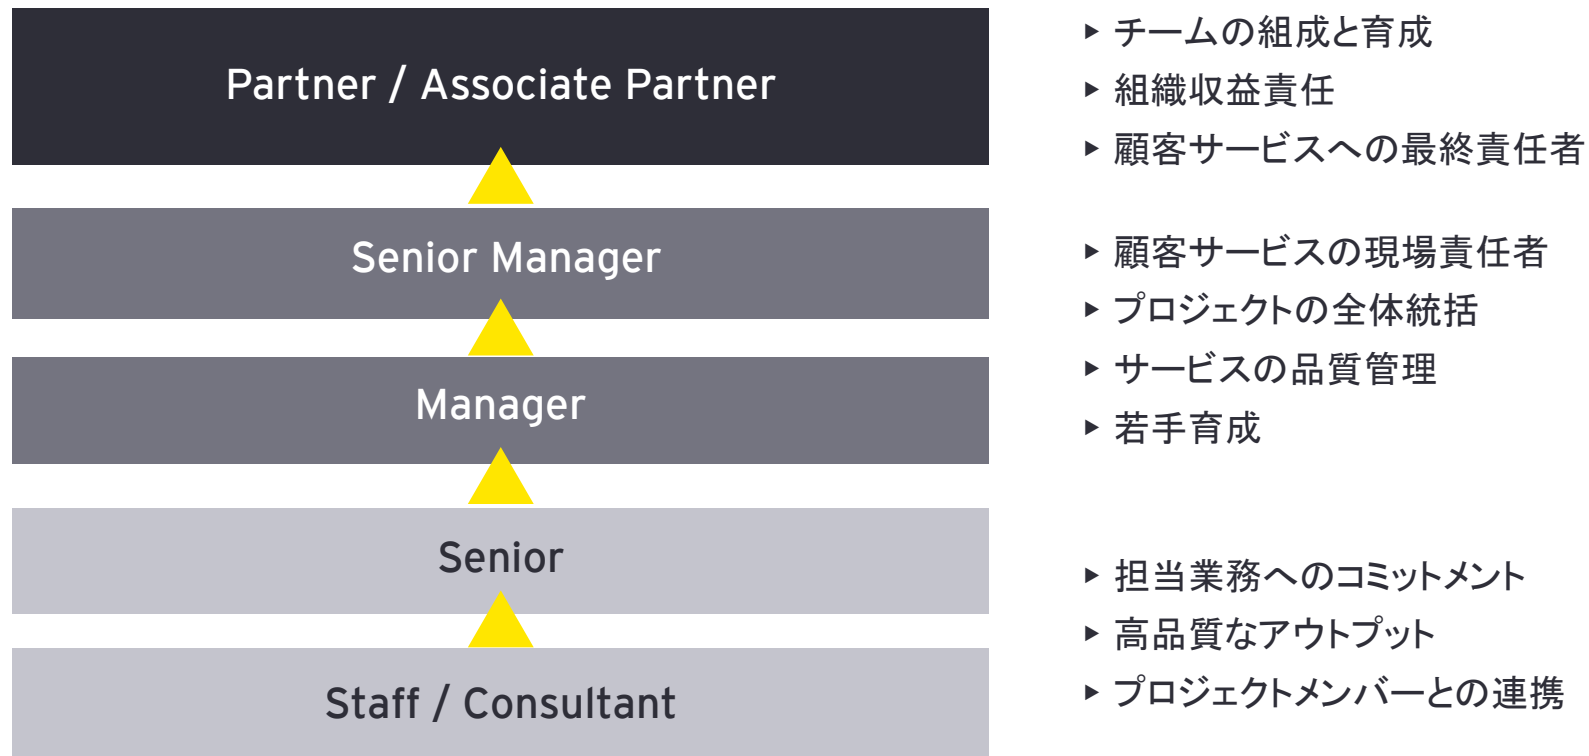 Partner / Associate Partner
▶ チームの組成と育成
▶ 組織収益責任
▶ 顧客サービスへの最終責任者
Senior Manager
Manager
▶ 顧客サービスの現場責任者
▶ プロジェクトの全体統括
▶ サービスの品質管理
▶ 若手育成
Senior
Staff / Consultant
▶ 担当業務へのコミットメント
▶ 高品質なアウトプット
▶ プロジェクトメンバーとの連携